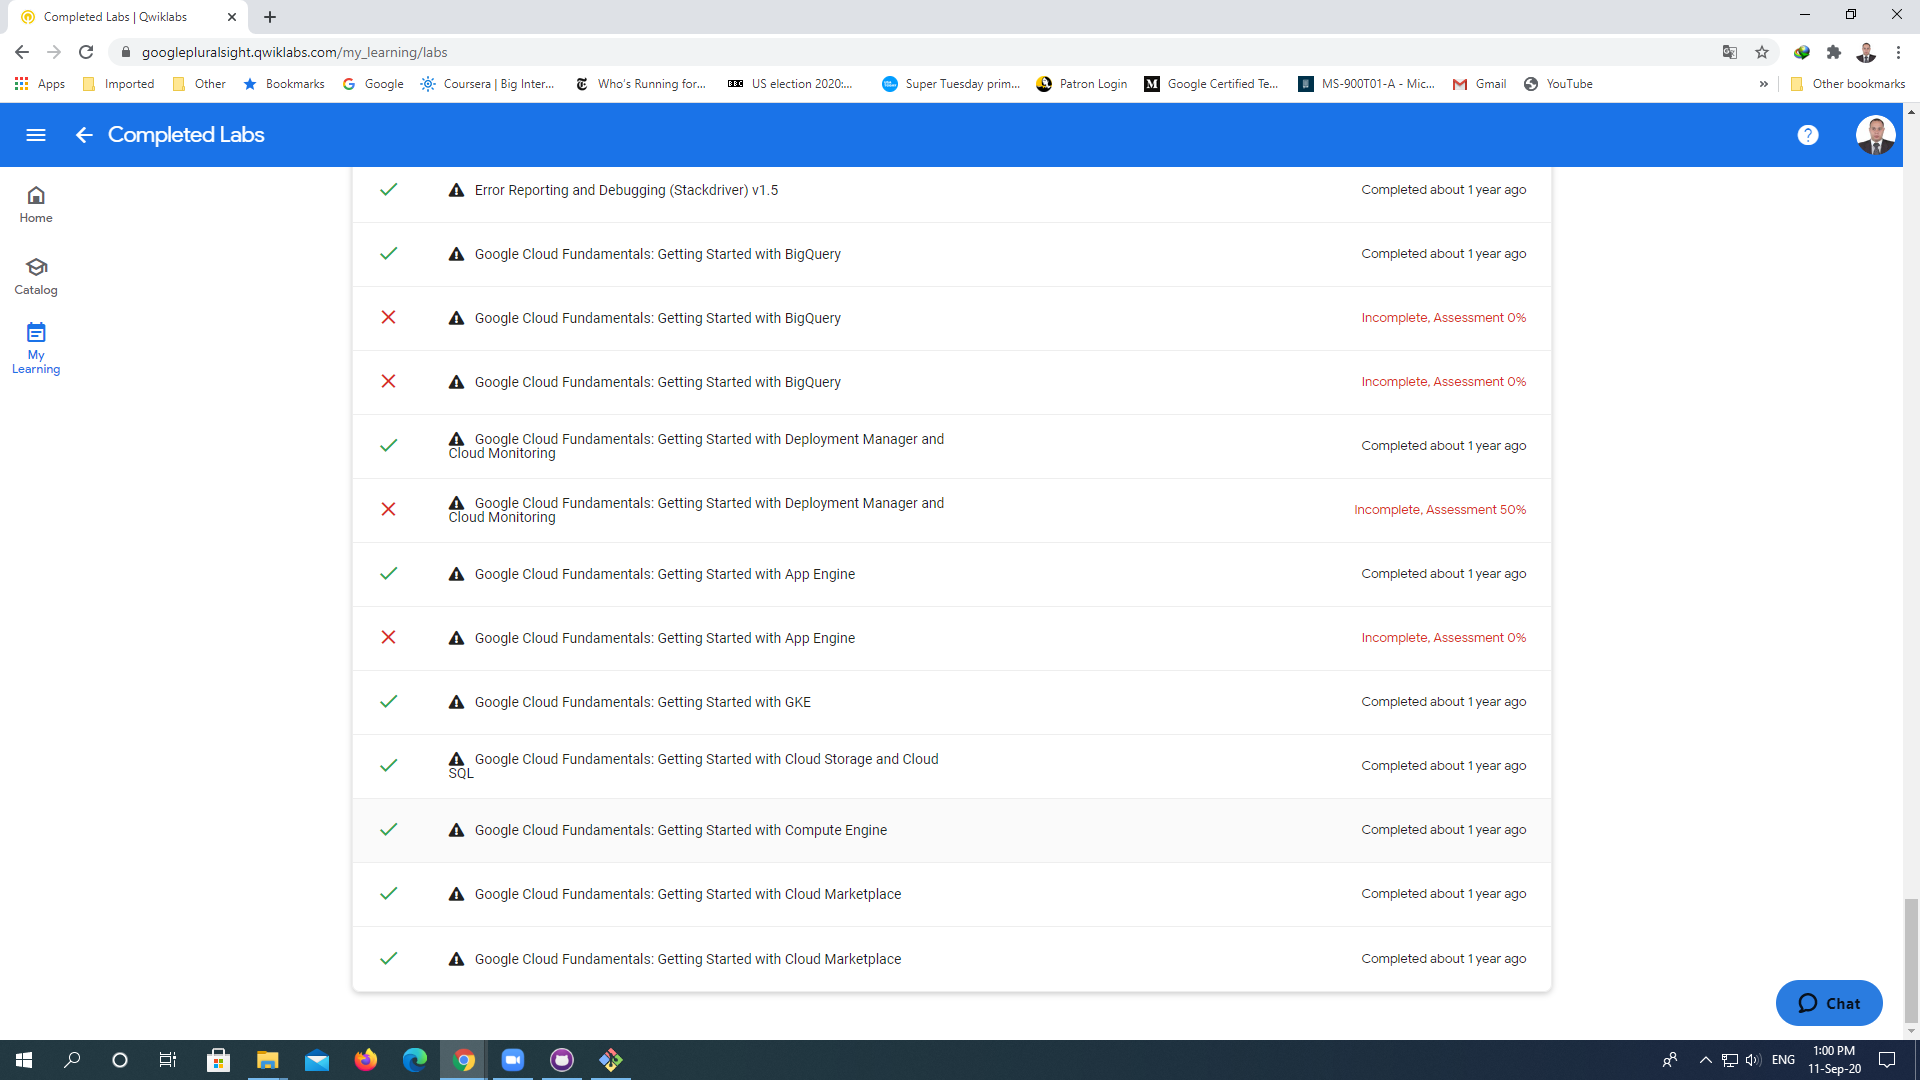 Completed Labs | Qwiklabs
googlepluralsight.qwiklabs.com/my_learning/labs
Apps Imported Other Bookmarks Google Coursera | Big Inter... Who's Running for... BBC US election 2020:... Super Tuesday prim... Patron Login Google Certified Te... MS-900T01-A - Mic... Gmail YouTube » Other bookmarks
Completed Labs
Home
Catalog
My
Learning
Error Reporting and Debugging (Stackdriver) v1.5 Completed about 1 year ago
Google Cloud Fundamentals: Getting Started with BigQuery Completed about 1 year ago
Google Cloud Fundamentals: Getting Started with BigQuery Incomplete, Assessment 0%
Google Cloud Fundamentals: Getting Started with BigQuery Incomplete, Assessment 0%
Google Cloud Fundamentals: Getting Started with Deployment Manager and
Cloud Monitoring Completed about 1 year ago
Google Cloud Fundamentals: Getting Started with Deployment Manager and
Cloud Monitoring Incomplete, Assessment 50%
Google Cloud Fundamentals: Getting Started with App Engine Completed about 1 year ago
Google Cloud Fundamentals: Getting Started with App Engine Incomplete, Assessment 0%
Google Cloud Fundamentals: Getting Started with GKE Completed about 1 year ago
Google Cloud Fundamentals: Getting Started with Cloud Storage and Cloud
SQL Completed about 1 year ago
Google Cloud Fundamentals: Getting Started with Compute Engine Completed about 1 year ago
Google Cloud Fundamentals: Getting Started with Cloud Marketplace Completed about 1 year ago
Google Cloud Fundamentals: Getting Started with Cloud Marketplace Completed about 1 year ago
Chat
ENG
1:00 PM
11-Sep-20